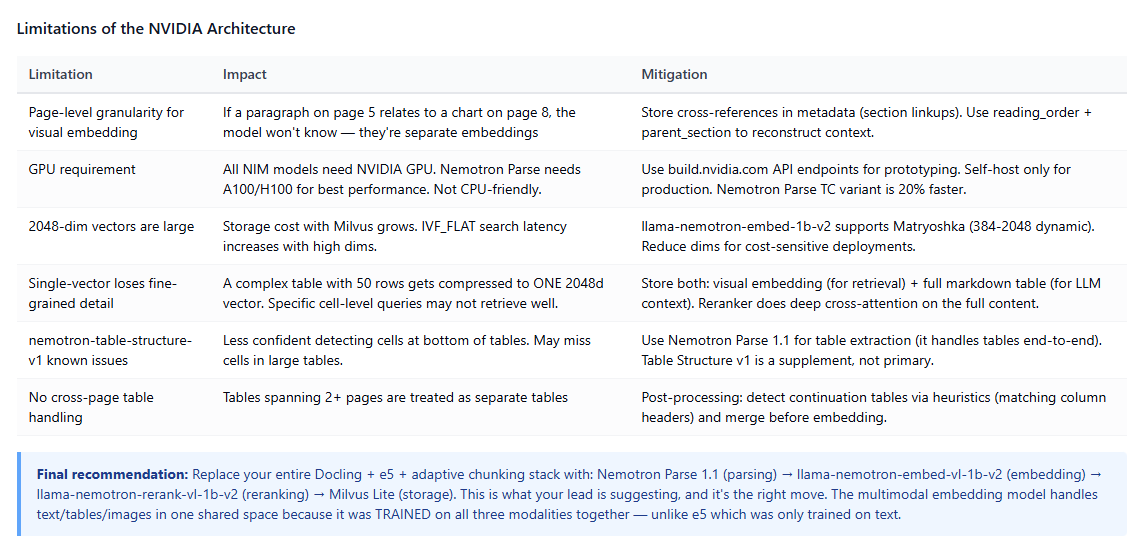 Limitations of the NVIDIA Architecture
Limitation Impact Mitigation
Page-level granularity for visual embedding
If a paragraph on page 5 relates to a chart on page 8, the
model won't know — they're separate embeddings
Store cross-references in metadata (section linkups). Use reading_order +
parent_section to reconstruct context.
GPU requirement
All NIM models need NVIDIA GPU. Nemotron Parse needs
A100/H100 for best performance. Not CPU-friendly.
Use build.nvidia.com API endpoints for prototyping. Self-host only for
production. Nemotron Parse TC variant is 20% faster.
2048-dim vectors are large
Storage cost with Milvus grows. IVF_FLAT search latency
increases with high dims.
llama-nemotron-embed-1b-v2 supports Matryoshka (384-2048 dynamic).
Reduce dims for cost-sensitive deployments.
Single-vector loses fine-
grained detail
A complex table with 50 rows gets compressed to ONE 2048d
vector. Specific cell-level queries may not retrieve well.
Store both: visual embedding (for retrieval) + full markdown table (for LLM
context). Reranker does deep cross-attention on the full content.
nemotron-table-structure-
v1 known issues
Less confident detecting cells at bottom of tables. May miss
cells in large tables.
Use Nemotron Parse 1.1 for table extraction (it handles tables end-to-end).
Table Structure v1 is a supplement, not primary.
No cross-page table
handling
Tables spanning 2+ pages are treated as separate tables
Post-processing: detect continuation tables via heuristics (matching column
headers) and merge before embedding.
Final recommendation: Replace your entire Docling + e5 + adaptive chunking stack with: Nemotron Parse 1.1 (parsing) → llama-nemotron-embed-vl-1b-v2 (embedding) →
llama-nemotron-rerank-vl-1b-v2 (reranking) → Milvus Lite (storage). This is what your lead is suggesting, and it's the right move. The multimodal embedding model handles
text/tables/images in one shared space because it was TRAINED on all three modalities together — unlike e5 which was only trained on text.